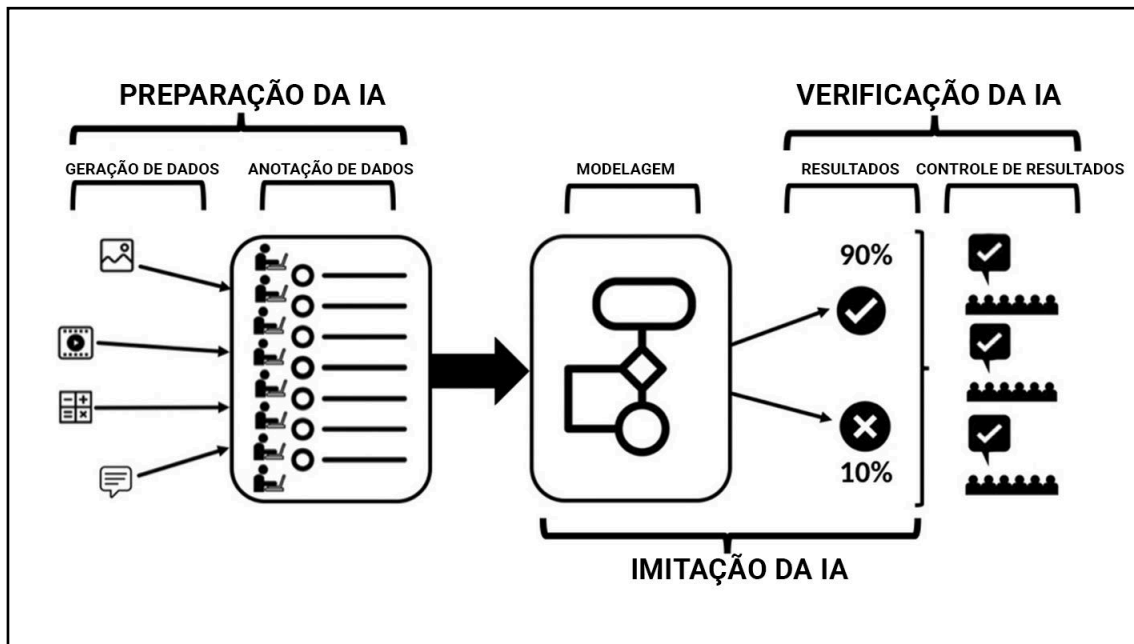 PREPARAÇÃO DA IA
VERIFICAÇÃO DA IA
GERAÇÃO DE DADOS
ANOTAÇÃO DE DADOS
MODELAGEM
RESULTADOS
CONTROLE DE RESULTADOS
90%
10%
IMITAÇÃO DA IA